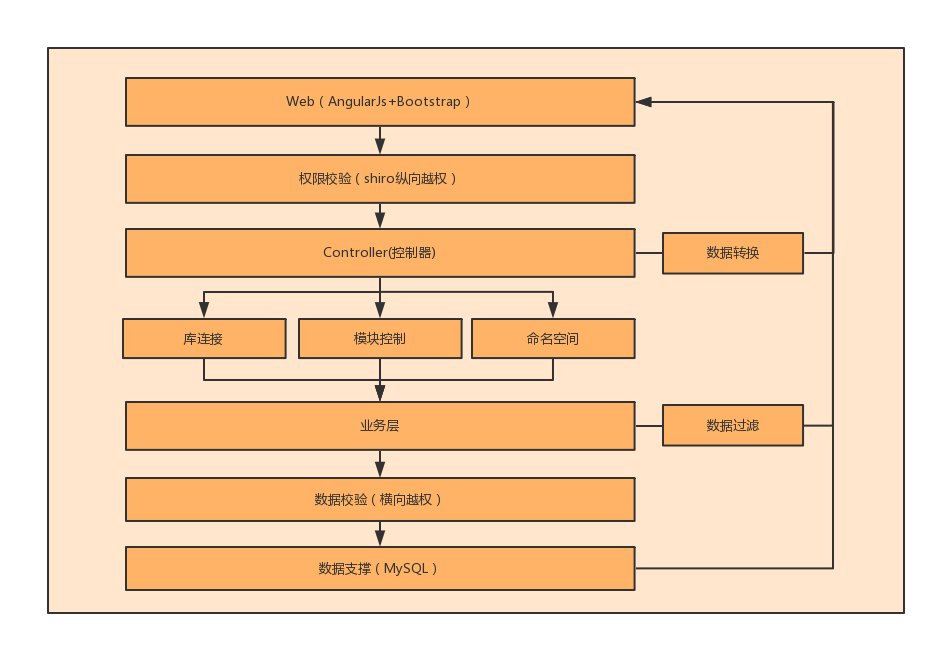 Web（AngularJs+Bootstrap）
权限校验（shiro纵向越权）
Controller(控制器)
数据转换
库连接
模块控制
命名空间
业务层
数据过滤
数据校验（横向越权）
数据支撑（MySQL）